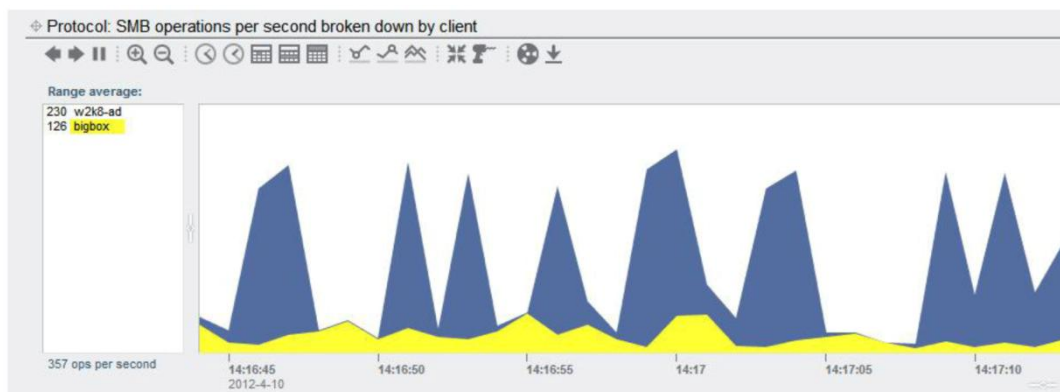 Protocol: SMB operations per second broken down by client
Range average:
230 w2k8-ad
126 bigbox
357 ops per second
14:16:45 14:16:50 14:16:55 14:17 14:17:05 14:17:10
2012-4-10